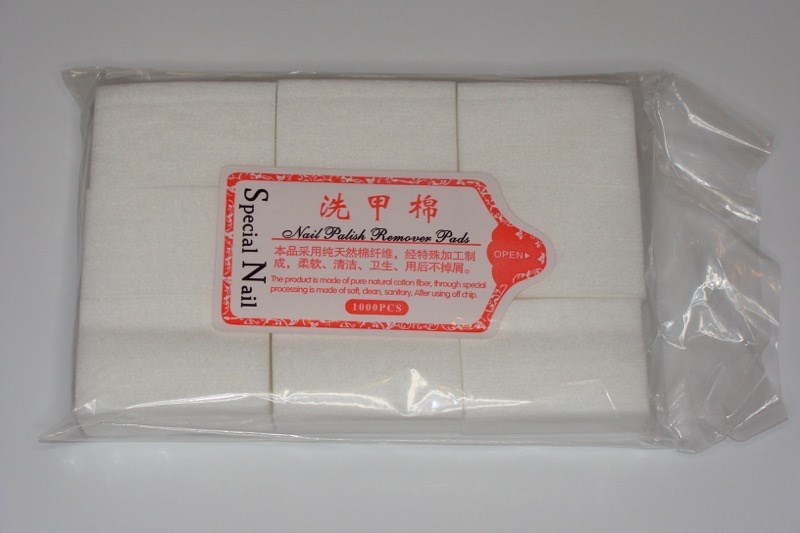 Special Nail
洗甲棉
Nail Palish Remover Pads
本品采用纯天然棉纤维，经特殊加工制
成，柔软、清洁、卫生、用后不掉屑。
The product is made of pure natural cotton fiber, through special
processing is made of soft, clean, sanitary, After using off chip.
1000PCS
OPEN▶